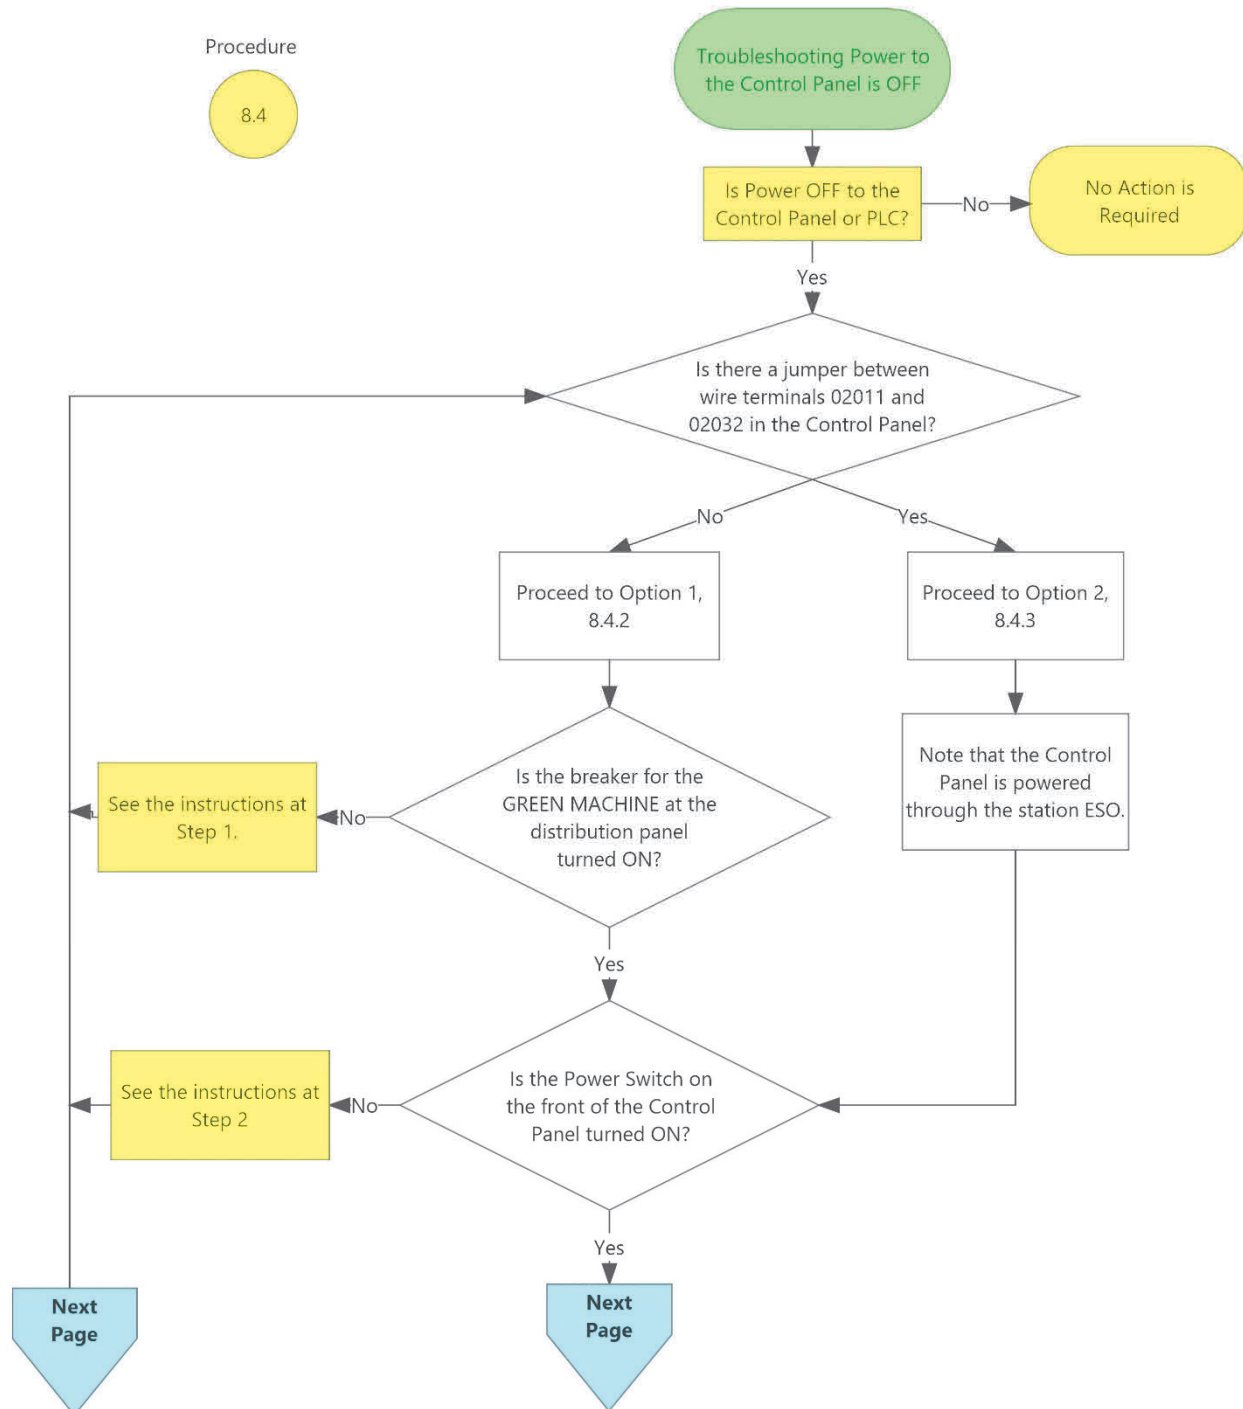 Procedure
8.4
Troubleshooting Power to
the Control Panel is OFF
Is Power OFF to the
Control Panel or PLC?
No
No Action is
Required
Yes
Is there a jumper between
wire terminals 02011 and
02032 in the Control Panel?
No
Yes
Proceed to Option 1,
8.4.2
Proceed to Option 2,
8.4.3
Note that the Control
Panel is powered
through the station ESO.
Is the breaker for the
GREEN MACHINE at the
distribution panel
turned ON?
No
See the instructions at
Step 1.
Yes
Is the Power Switch on
the front of the Control
Panel turned ON?
No
See the instructions at
Step 2
Yes
Next
Page
Next
Page